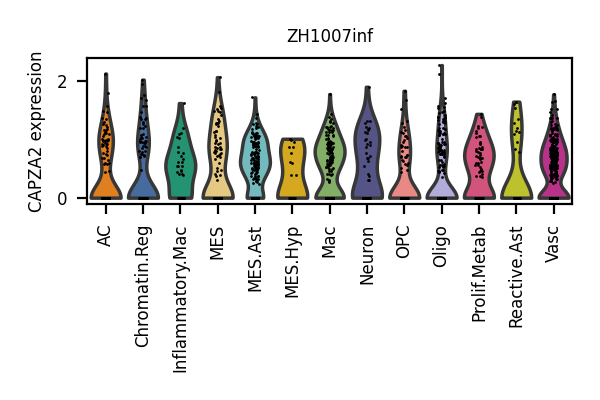 ZH1007inf
CAPZA2 expression
2
0
AC
Chromatin.Reg
Inflammatory.Mac
MES
MES.Ast
MES.Hyp
Mac
Neuron
OPC
Oligo
Prolif.Metab
Reactive.Ast
Vasc